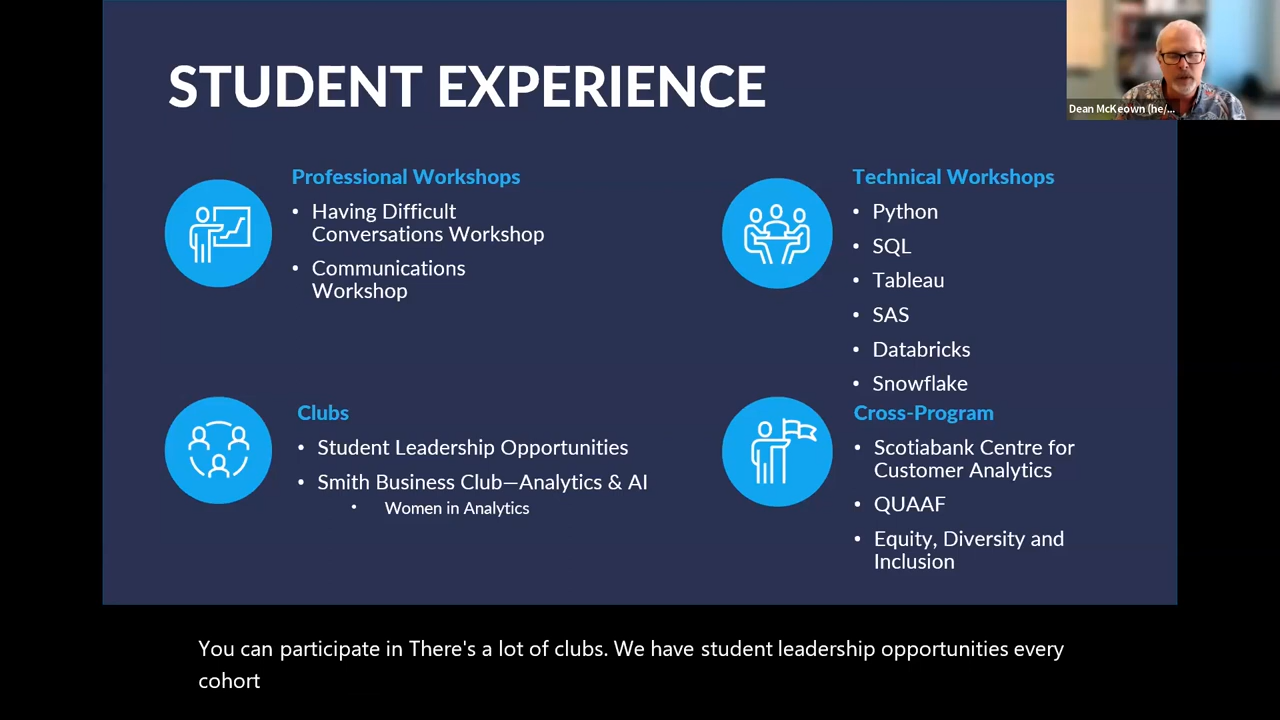 STUDENT EXPERIENCE
Dean McKeown (he/...
Professional Workshops
• Having Difficult
Conversations Workshop
• Communications
Workshop
Technical Workshops
• Python
• SQL
• Tableau
• SAS
• Databricks
• Snowflake
Clubs
• Student Leadership Opportunities
• Smith Business Club—Analytics & AI
• Women in Analytics
Cross-Program
• Scotiabank Centre for
Customer Analytics
• QUAAF
• Equity, Diversity and
Inclusion
You can participate in There's a lot of clubs. We have student leadership opportunities every
cohort